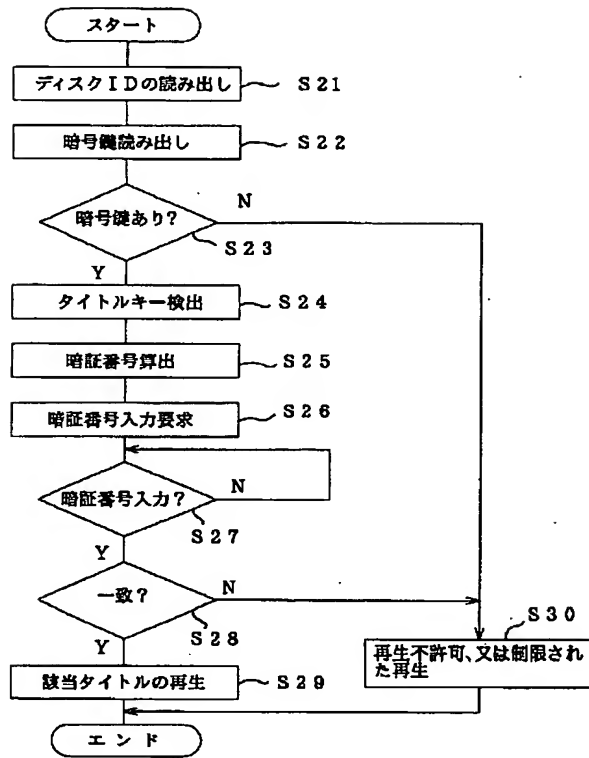 スタート
ディスクＩＤの読み出し
Ｓ２１
暗号鍵読み出し
Ｓ２２
暗号鍵あり？
Ｎ
Ｓ２３
Ｙ
タイトルキー検出
Ｓ２４
暗証番号算出
Ｓ２５
暗証番号入力要求
Ｓ２６
暗証番号入力？
Ｎ
Ｓ２７
Ｙ
一致？
Ｎ
Ｓ２８
Ｙ
Ｓ３０
再生不許可、又は制限され
た再生
該当タイトルの再生
Ｓ２９
エンド